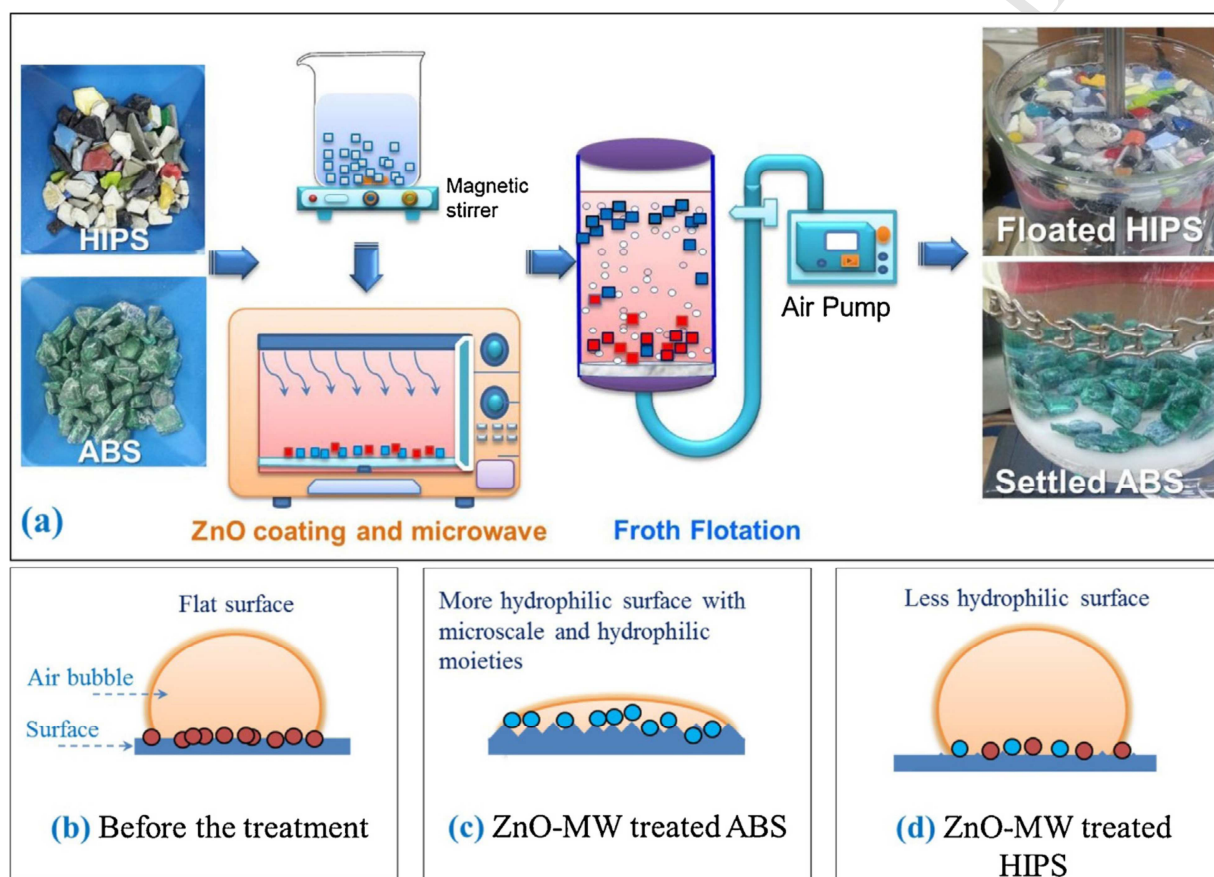 HIPS
ABS
Magnetic
stirrer
Air Pump
Floated HIPS
Settled ABS
(a)
ZnO coating and microwave
Froth Flotation
Flat surface
Air bubble
Surface
(b) Before the treatment
More hydrophilic surface with
microscale and hydrophilic
moieties
(c) ZnO-MW treated ABS
Less hydrophilic surface
(d) ZnO-MW treated
HIPS